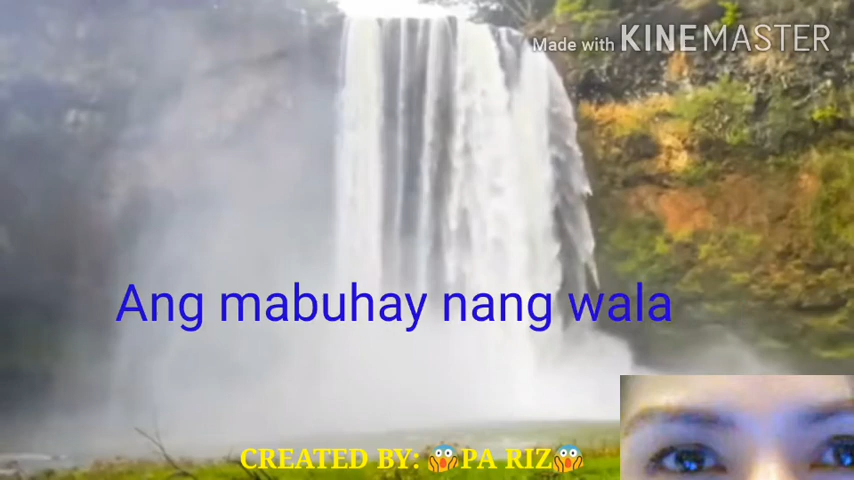 Made with KINEMASTER
Ang mabuhay nang wala
CREATED BY: 😱PA RIZ😱